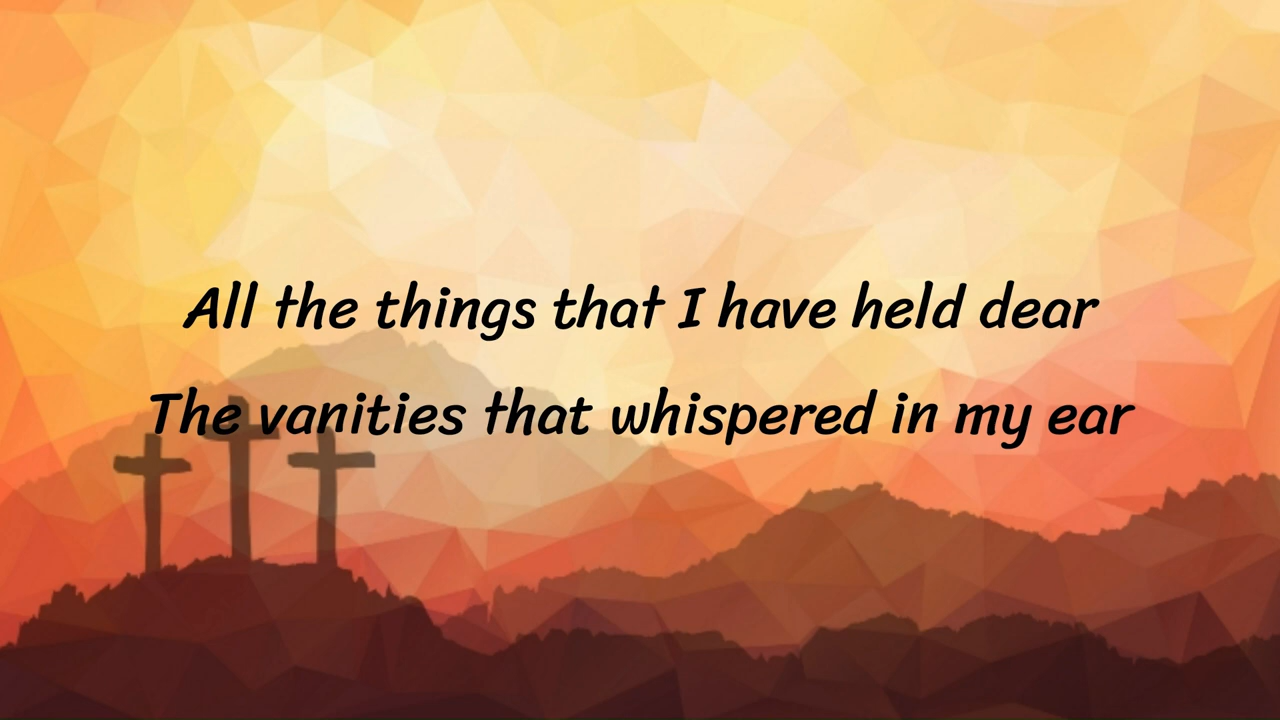 All the things that I have held dear
The vanities that whispered in my ear